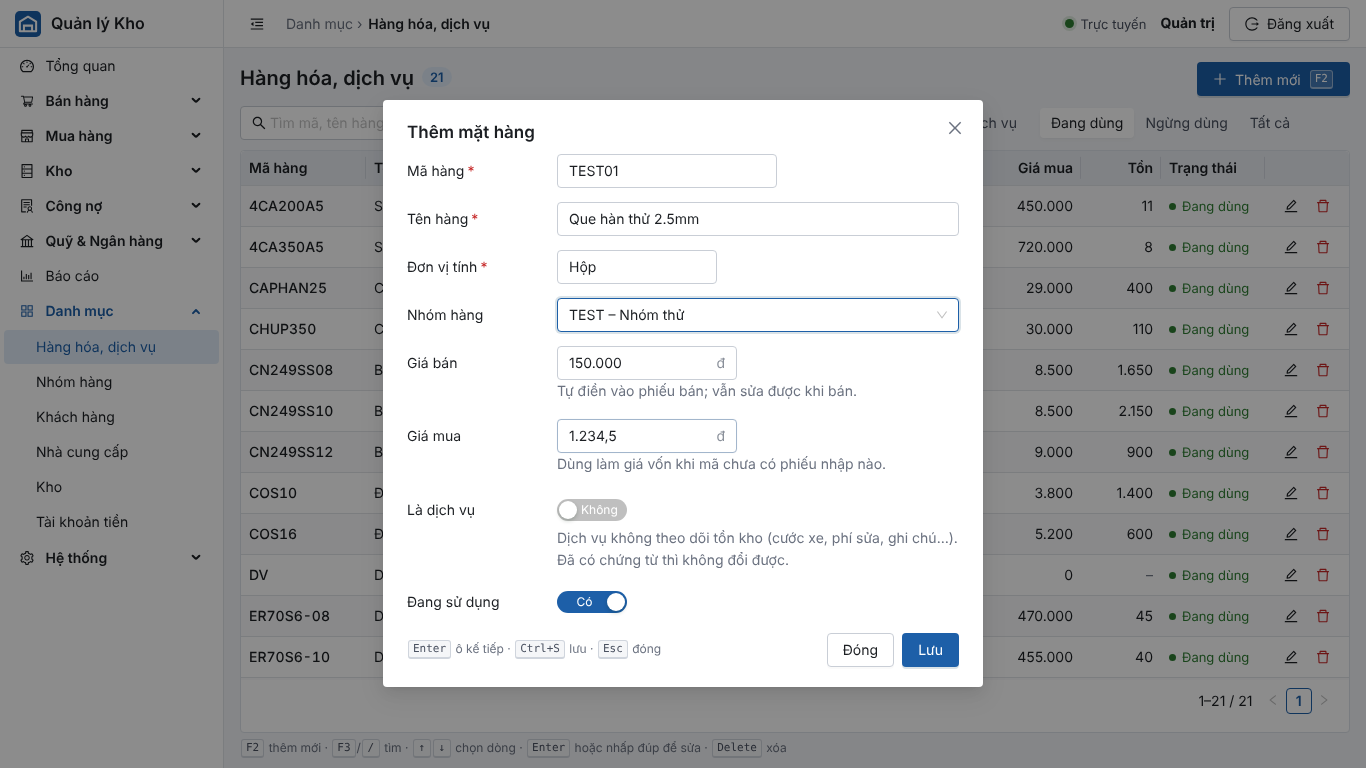 Quản lý Kho
Danh mục › Hàng hóa, dịch vụ
Trực tuyến
Quản trị
Đăng xuất
Tổng quan
Bán hàng
Mua hàng
Kho
Công nợ
Quỹ & Ngân hàng
Báo cáo
Danh mục
Hàng hóa, dịch vụ
Nhóm hàng
Khách hàng
Nhà cung cấp
Kho
Tài khoản tiền
Hệ thống
Hàng hóa, dịch vụ 21
Thêm mới F2
Tìm mã, tên hàng
ch vụ
Đang dùng
Ngừng dùng
Tất cả
Mã hàng T Giá mua Tồn Trạng thái
4CA200A5 S 450.000 11 Đang dùng
4CA350A5 S 720.000 8 Đang dùng
CAPHAN25 C 29.000 400 Đang dùng
CHUP350 C 30.000 110 Đang dùng
CN249SS08 B 8.500 1.650 Đang dùng
CN249SS10 B 8.500 2.150 Đang dùng
CN249SS12 B 9.000 900 Đang dùng
COS10 Đ 3.800 1.400 Đang dùng
COS16 Đ 5.200 600 Đang dùng
DV D 0 – Đang dùng
ER70S6-08 D 470.000 45 Đang dùng
ER70S6-10 D 455.000 40 Đang dùng
1–21 / 21
1
F2 thêm mới · F3 / / tìm · ↑ ↓ chọn dòng · Enter hoặc nhấp đúp để sửa · Delete xóa
Thêm mặt hàng
Mã hàng * TEST01
Tên hàng * Que hàn thử 2.5mm
Đơn vị tính * Hộp
Nhóm hàng TEST – Nhóm thử
Giá bán 150.000 đ
Tự điền vào phiếu bán; vẫn sửa được khi bán.
Giá mua 1.234,5 đ
Dùng làm giá vốn khi mã chưa có phiếu nhập nào.
Là dịch vụ Không
Dịch vụ không theo dõi tồn kho (cước xe, phí sửa, ghi chú…).
Đã có chứng từ thì không đổi được.
Đang sử dụng Có
Enter ô kế tiếp · Ctrl+S lưu · Esc đóng
Đóng
Lưu